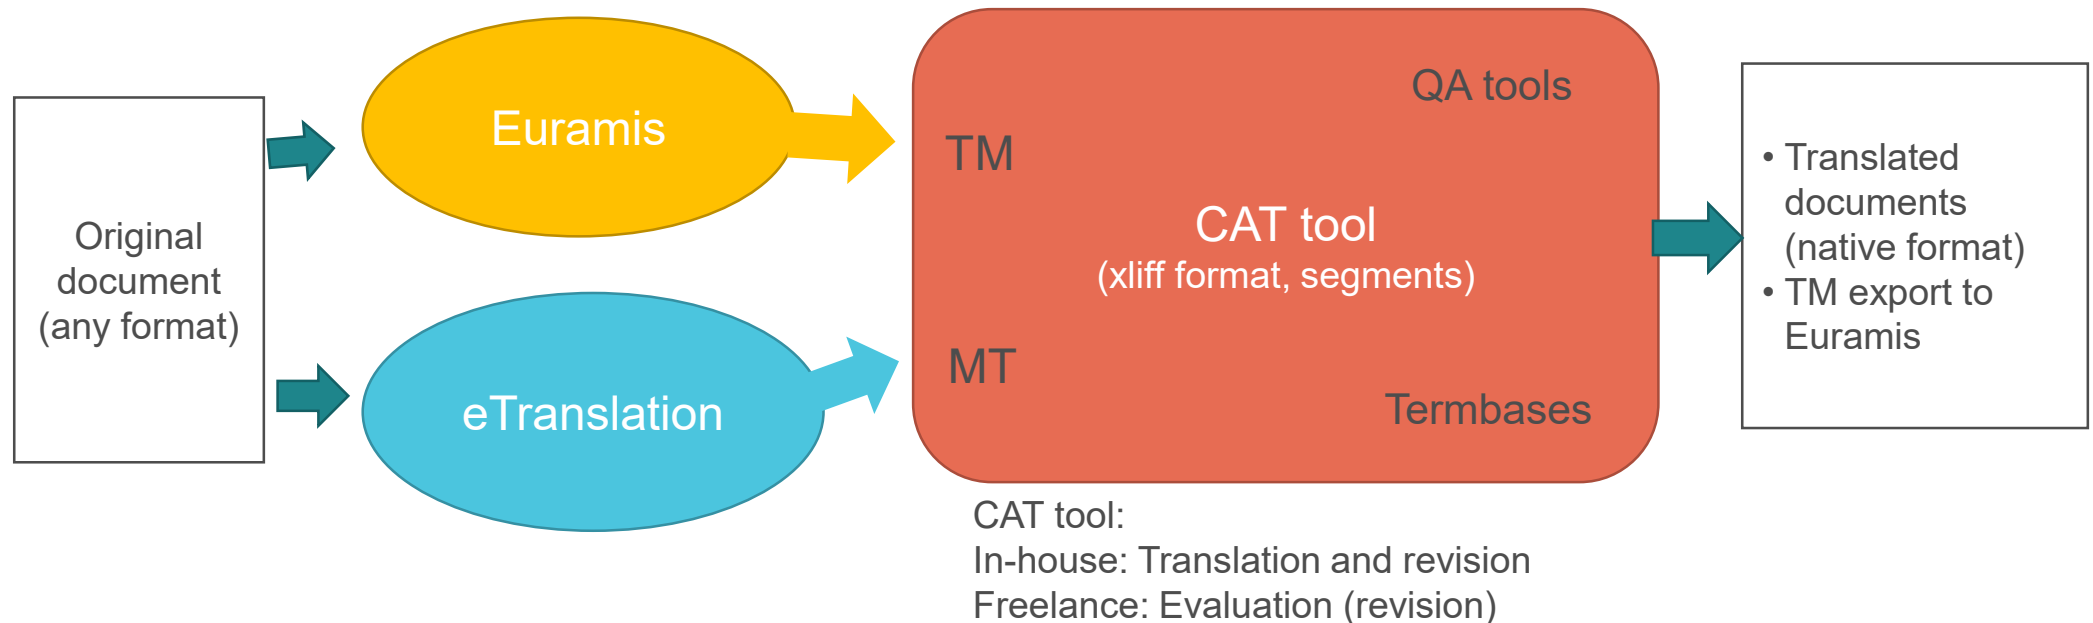 Original
document
(any format)
Euramis
eTranslation
TM
MT
QA tools
CAT tool
(xliff format, segments)
Termbases
• Translated
documents
(native format)
• TM export to
Euramis
CAT tool:
In-house: Translation and revision
Freelance: Evaluation (revision)